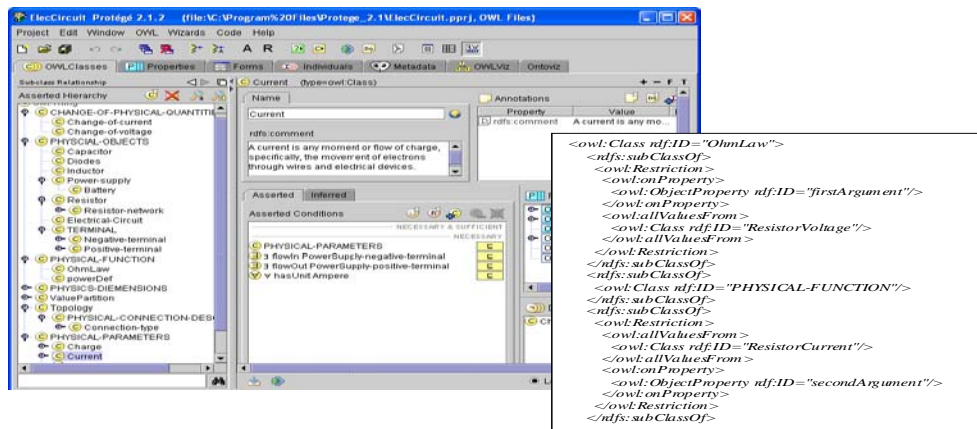 ElecCircuit Protégé 2.1.2 (file:\C:\Program%20Files\Protege_2.1\ElecCircuit.pprj, OWL Files)
Project Edit Window OWL Wizards Code Help
OWLClasses Properties Forms Individuals Metadata OWLViz Ontoviz
Subclass Relationship
Asserted Hierarchy
CHANGE-OF-PHYSICAL-QUANTITI
Change-of-current
Change-of-voltage
PHYSCIAL-OBJECTS
Capacitor
Diodes
Inductor
Power-supply
Battery
Resistor
Resistor-network
Electrical-Circuit
TERMINAL
Negative-terminal
Positive-terminal
PHYSICAL-FUNCTION
OhmLaw
powerDef
PHYSICS-DIEMENSIONS
ValuePartition
Topology
PHYSICAL-CONNECTION-DES
Connection-type
PHYSICAL-PARAMETERS
Charge
Current
Current (type=owl:Class)
Name
Current
rdfs:comment
A current is any moment or flow of charge,
specifically, the movement of electrons
through wires and electrical devices.
Annotations
Property Value
rdfs:comment A current is any mo...
Asserted Inferred
Asserted Conditions
NECESSARY & SUFFICIENT
NECESSARY
PHYSICAL-PARAMETERS
∃ flowIn PowerSupply-negative-terminal
∃ flowOut PowerSupply-positive-terminal
∀ hasUnit Ampere
<owl:Class rdf:ID="OhmLaw">
<rdfs:subClassOf>
<owl:Restriction>
<owl:onProperty>
<owl:ObjectProperty rdf:ID="firstArgument"/>
</owl:onProperty>
<owl:allValuesFrom>
<owl:Class rdf:ID="ResistorVoltage"/>
</owl:allValuesFrom>
</owl:Restriction>
</rdfs:subClassOf>
<rdfs:subClassOf>
<owl:Class rdf:ID="PHYSICAL-FUNCTION"/>
</rdfs:subClassOf>
<rdfs:subClassOf>
<owl:Restriction>
<owl:allValuesFrom>
<owl:Class rdf:ID="ResistorCurrent"/>
</owl:allValuesFrom>
<owl:onProperty>
<owl:ObjectProperty rdf:ID="secondArgument"/>
</owl:onProperty>
</owl:Restriction>
</rdfs:subClassOf>